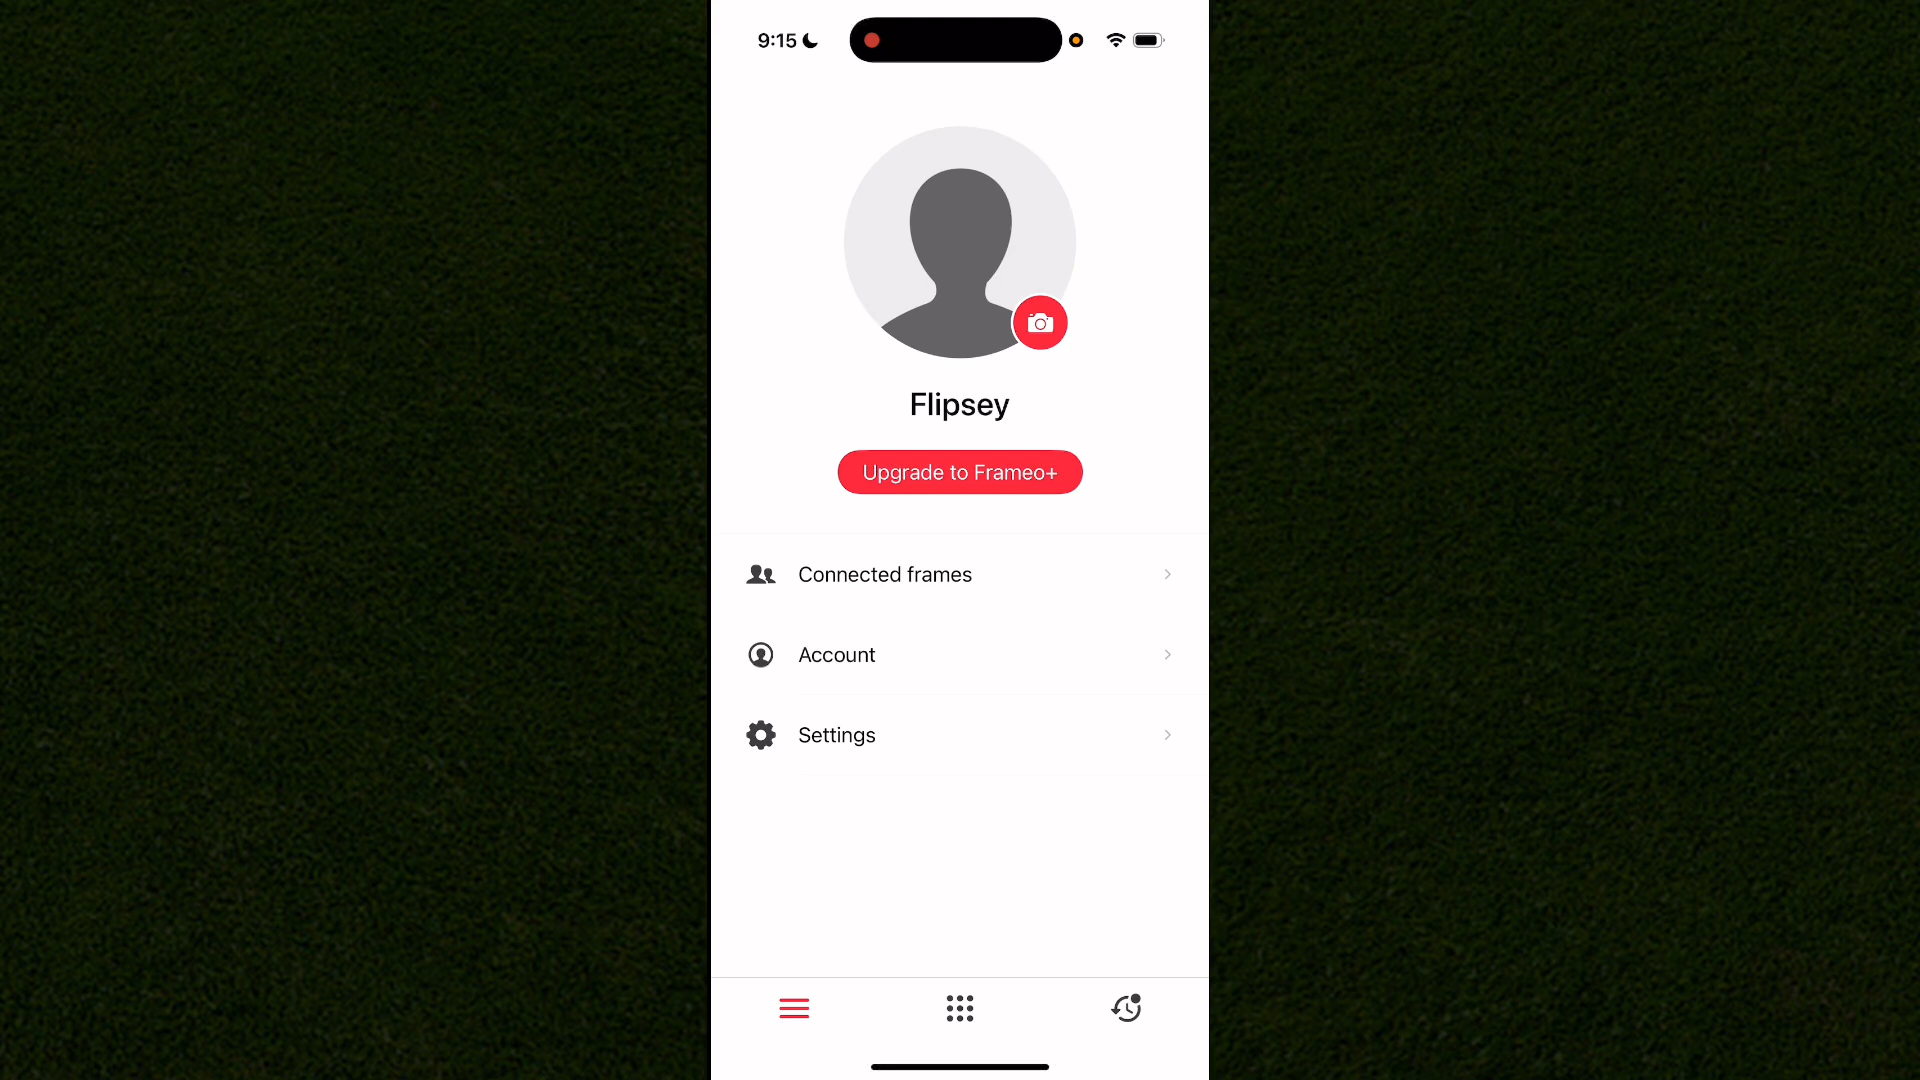 9:15
Flipsey
Upgrade to Frameo+
Connected frames
Account
Settings